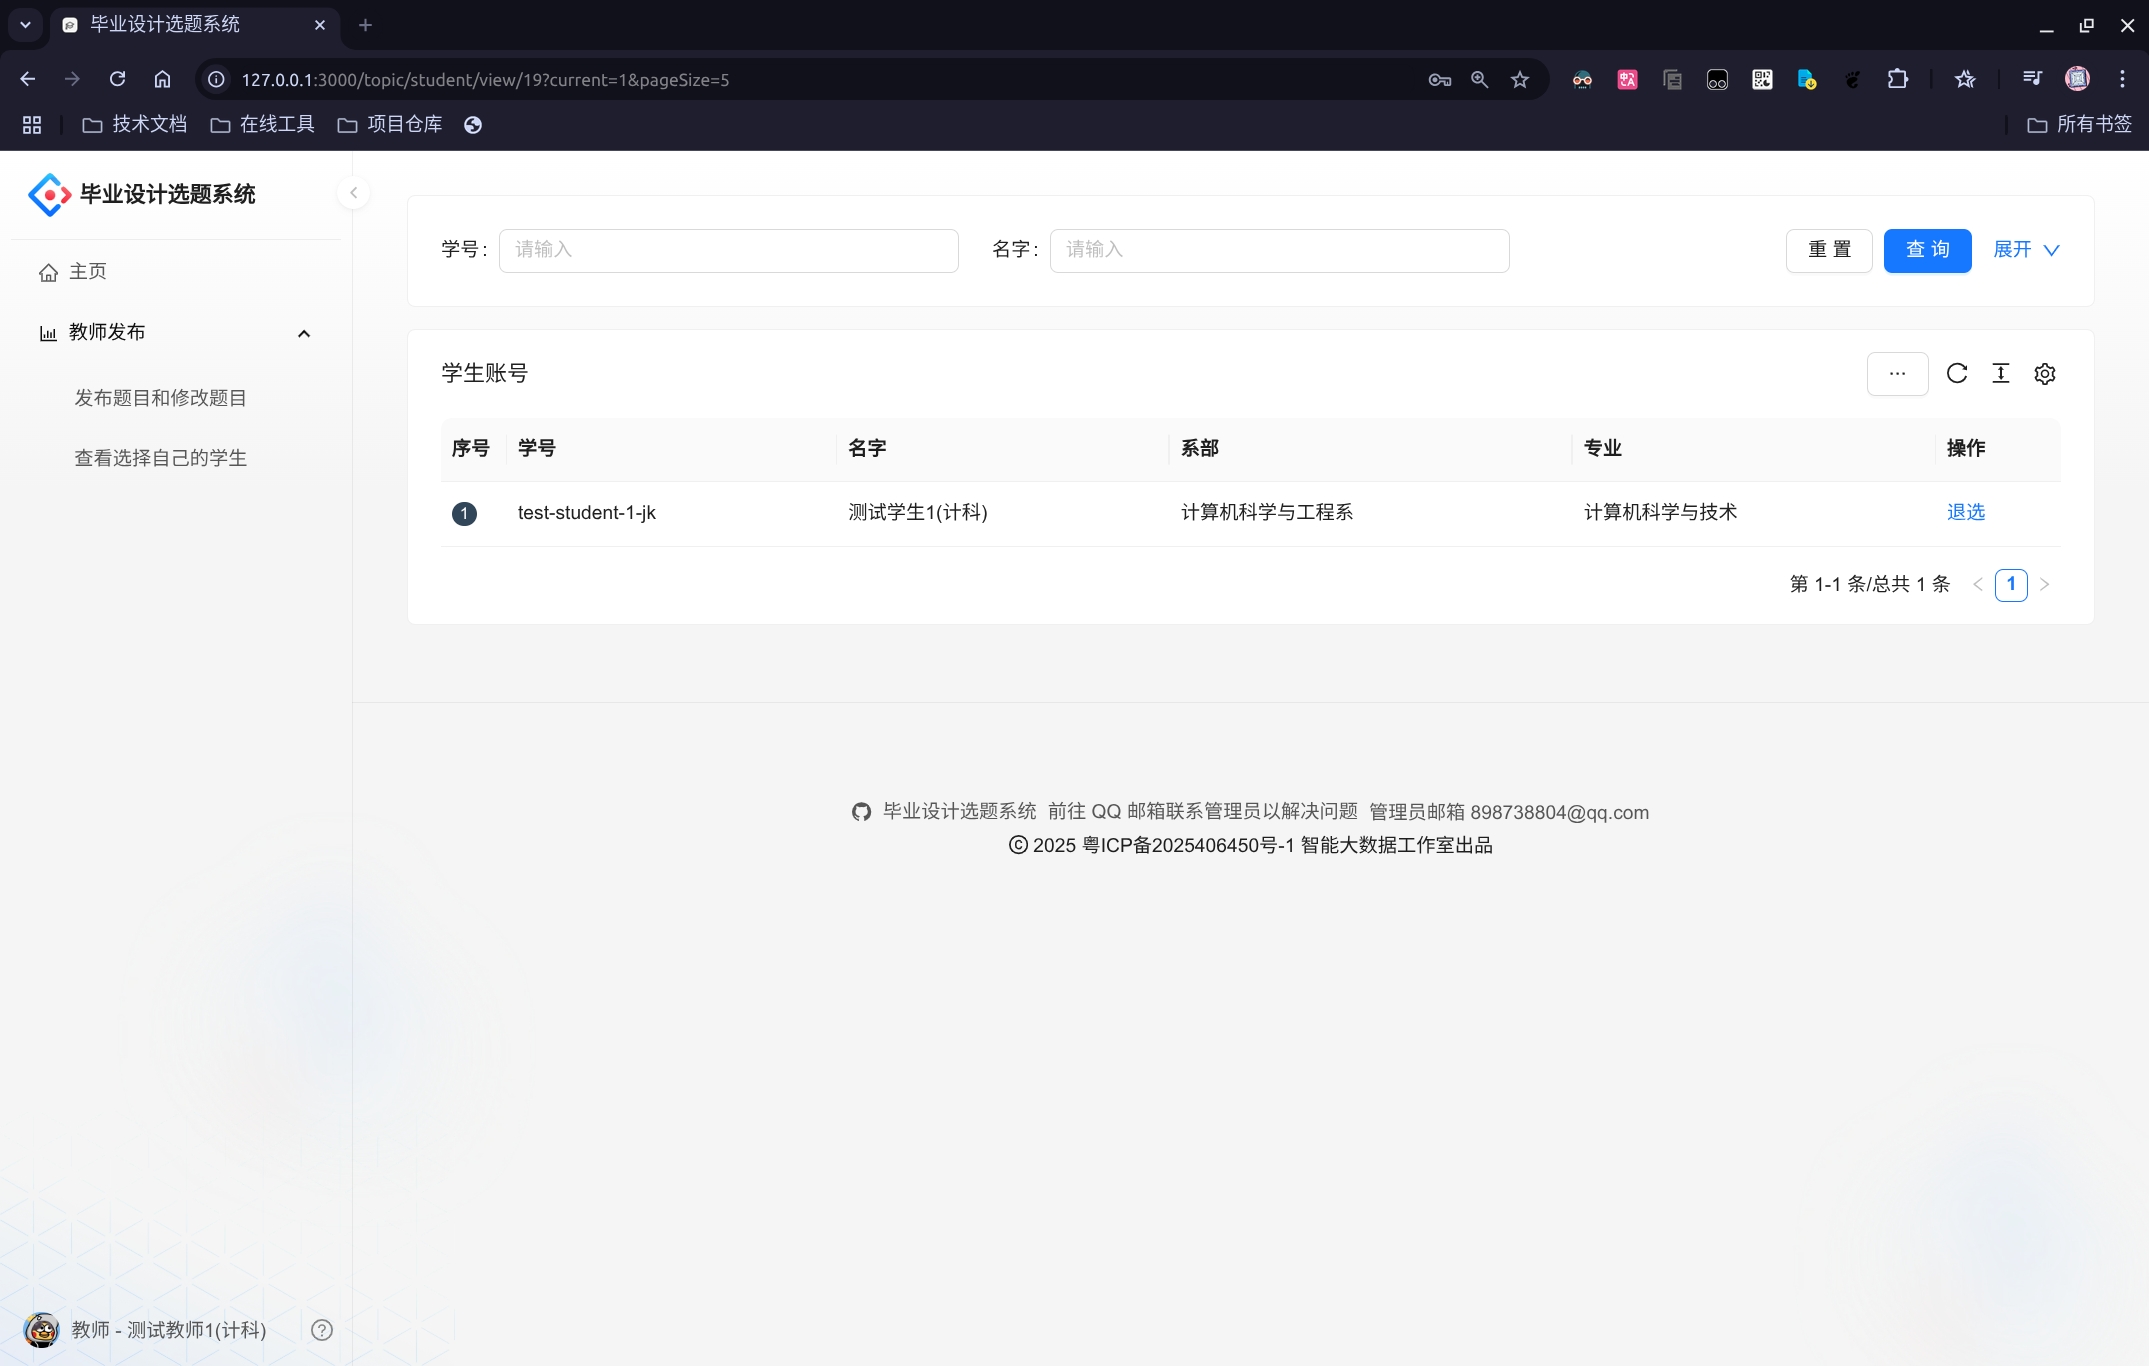 毕业设计选题系统
127.0.0.1:3000/topic/student/view/19?current=1&pageSize=5
技术文档 在线工具 项目仓库 所有书签
毕业设计选题系统
主页
教师发布
发布题目和修改题目
查看选择自己的学生
学号: 请输入 名字: 请输入 重 置 查 询 展开
学生账号 ...
序号 学号 名字 系部 专业 操作
1 test-student-1-jk 测试学生1(计科) 计算机科学与工程系 计算机科学与技术 退选
第 1-1 条/总共 1 条 < 1 >
毕业设计选题系统 前往 QQ 邮箱联系管理员以解决问题 管理员邮箱 898738804@qq.com
© 2025 粤ICP备2025406450号-1 智能大数据工作室出品
教师 - 测试教师1(计科)